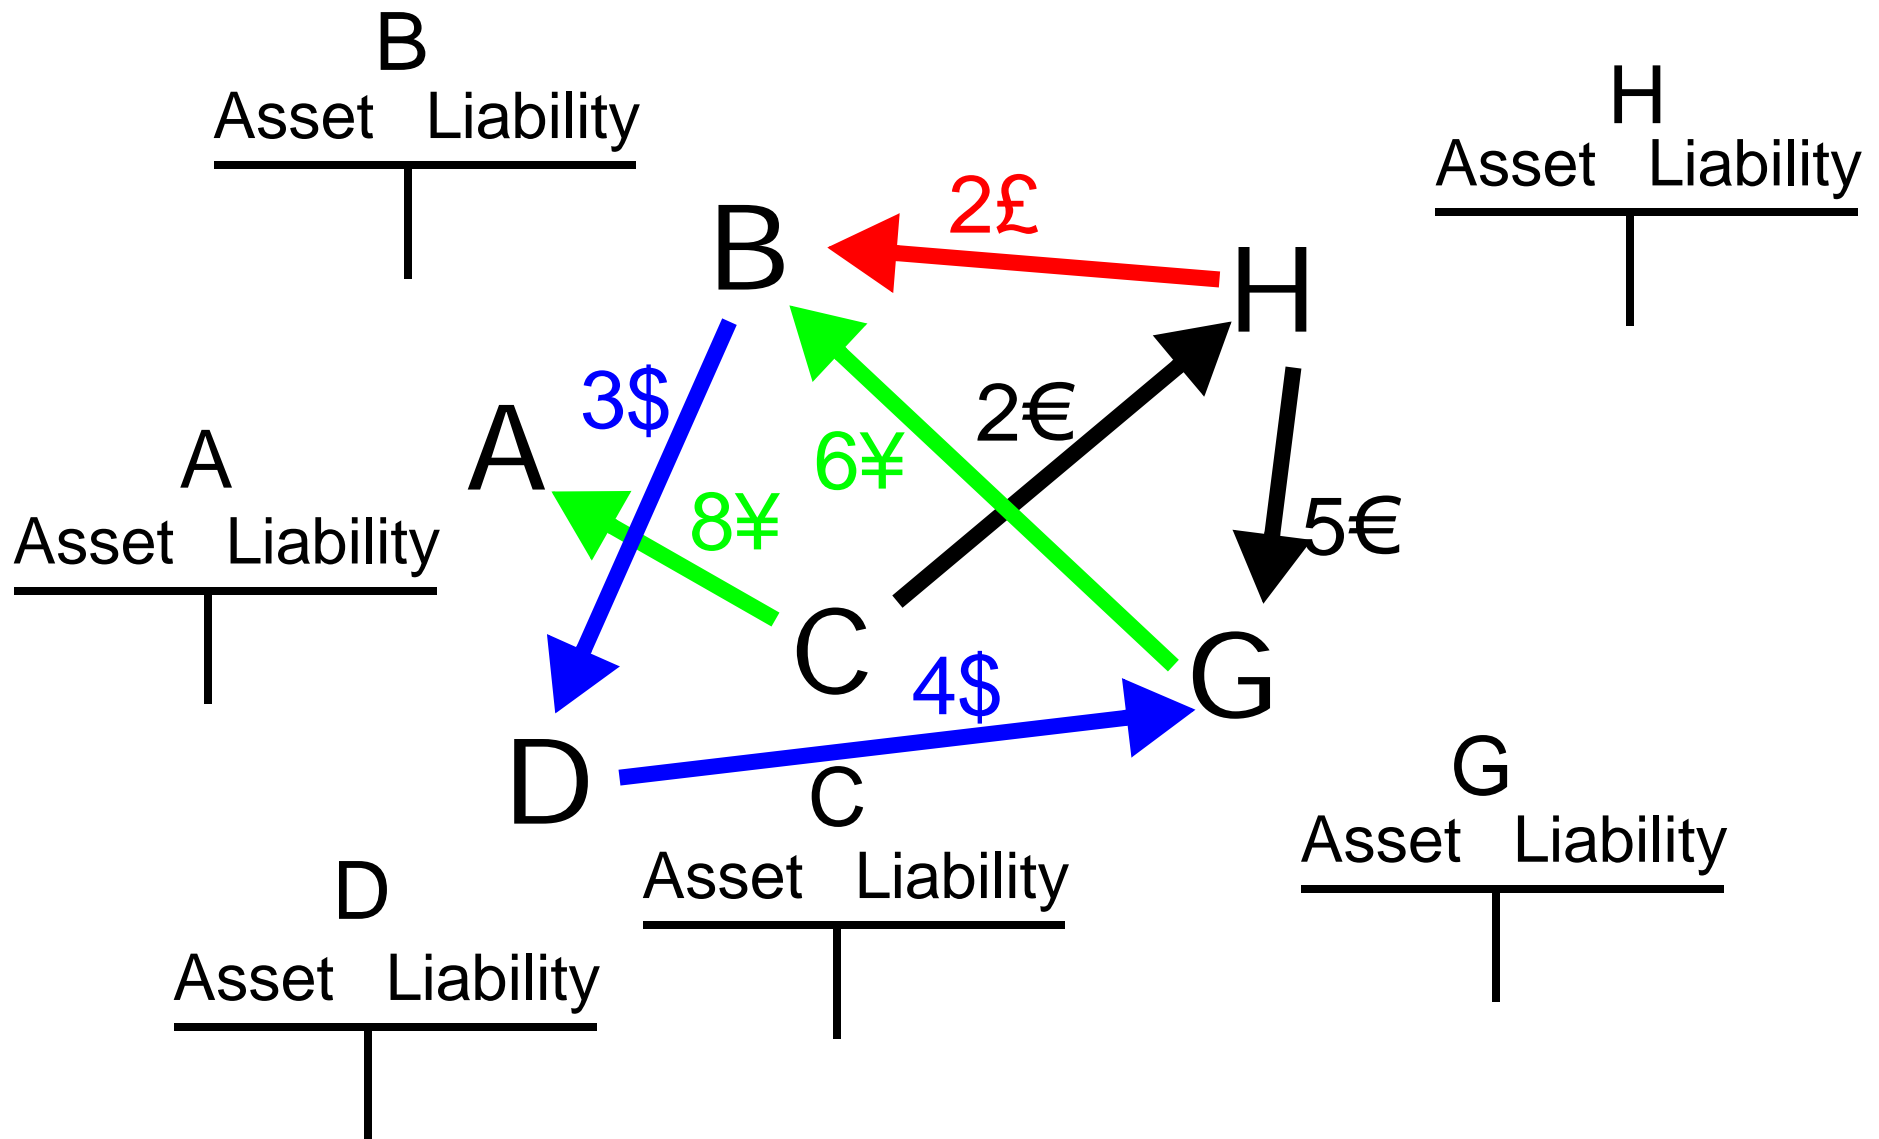 B
Asset Liability
H
Asset Liability
2£
B
H
3$
2€
A
6¥
A
8¥
5€
Asset Liability
C
G
4$
D
C
G
Asset Liability
D
Asset Liability
Asset Liability